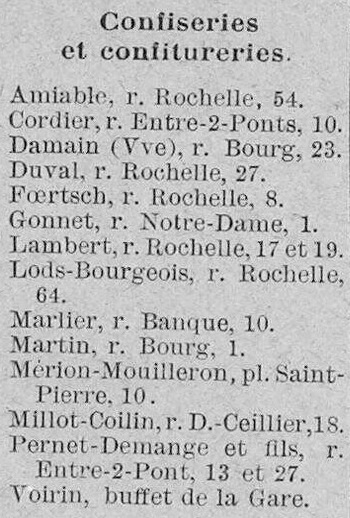 Confiseries
et confitureries.
Amiable, r. Rochelle, 54.
Cordier, r. Entre-2-Ponts, 10.
Damain (Vve), r. Bourg, 23.
Duval, r. Rochelle, 27.
Fœrtsch, r. Rochelle, 8.
Gonnet, r. Notre-Dame, 1.
Lambert, r. Rochelle, 17 et 19.
Lods-Bourgeois, r. Rochelle,
64.
Marlier, r. Banque, 10.
Martin, r. Bourg, 1.
Mérion-Mouilleron, pl. Saint-
Pierre, 10.
Millot-Coilin, r. D.-Ceillier, 18.
Pernet-Demange et fils, r.
Entre-2-Pont, 13 et 27.
Voirin, buffet de la Gare.